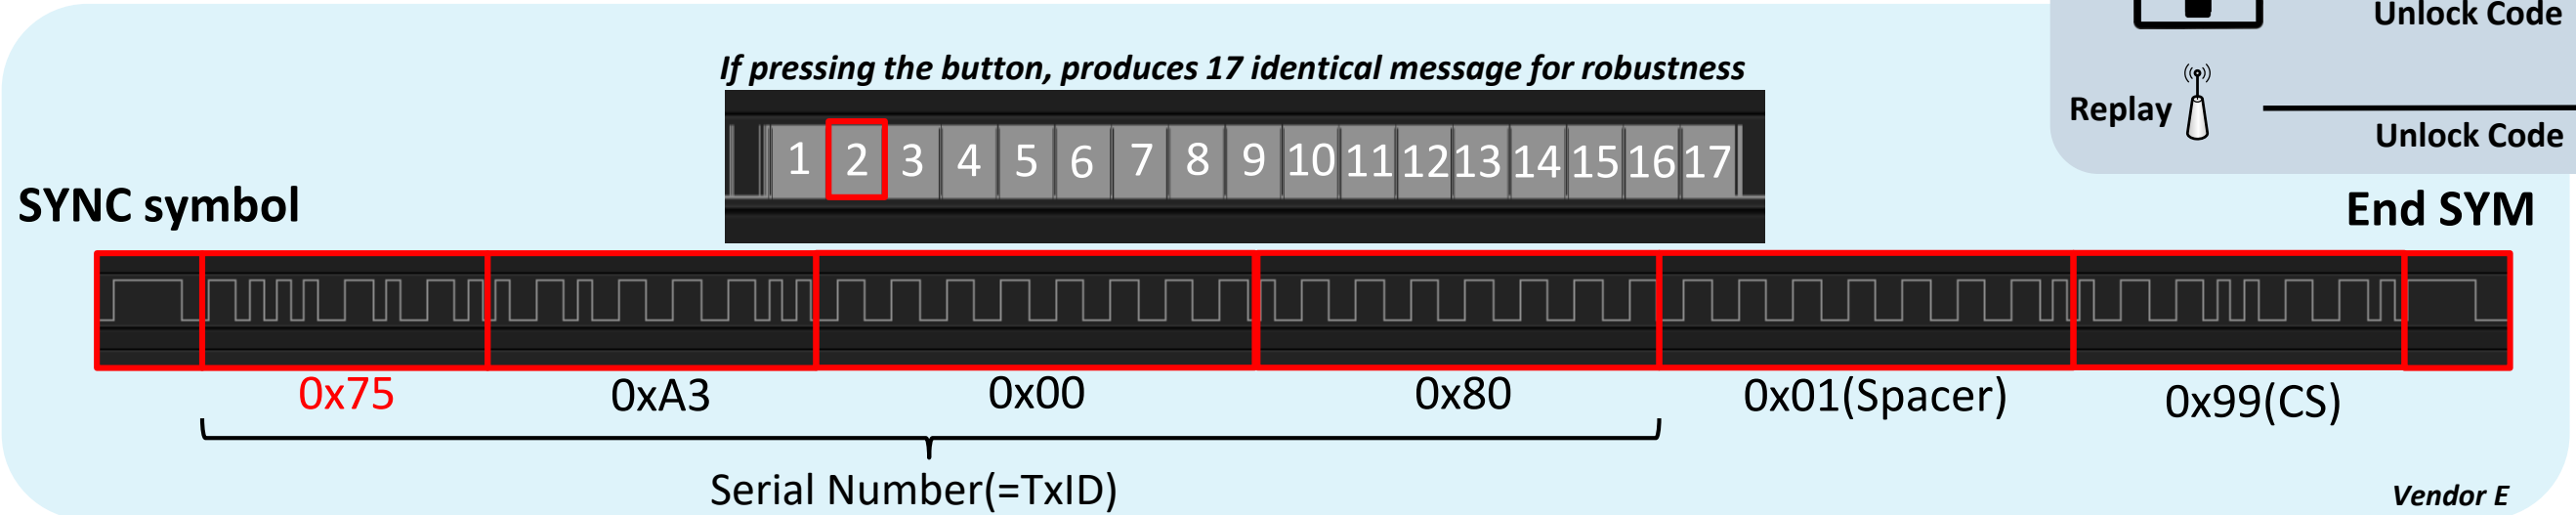 Unlock Code
If pressing the button, produces 17 identical message for robustness
Replay
Unlock Code
1 2 3 4 5 6 7 8 9 10 11 12 13 14 15 16 17
SYNC symbol
End SYM
0x75 0xA3 0x00 0x80 0x01(Spacer) 0x99(CS)
Serial Number(=TxID)
Vendor E